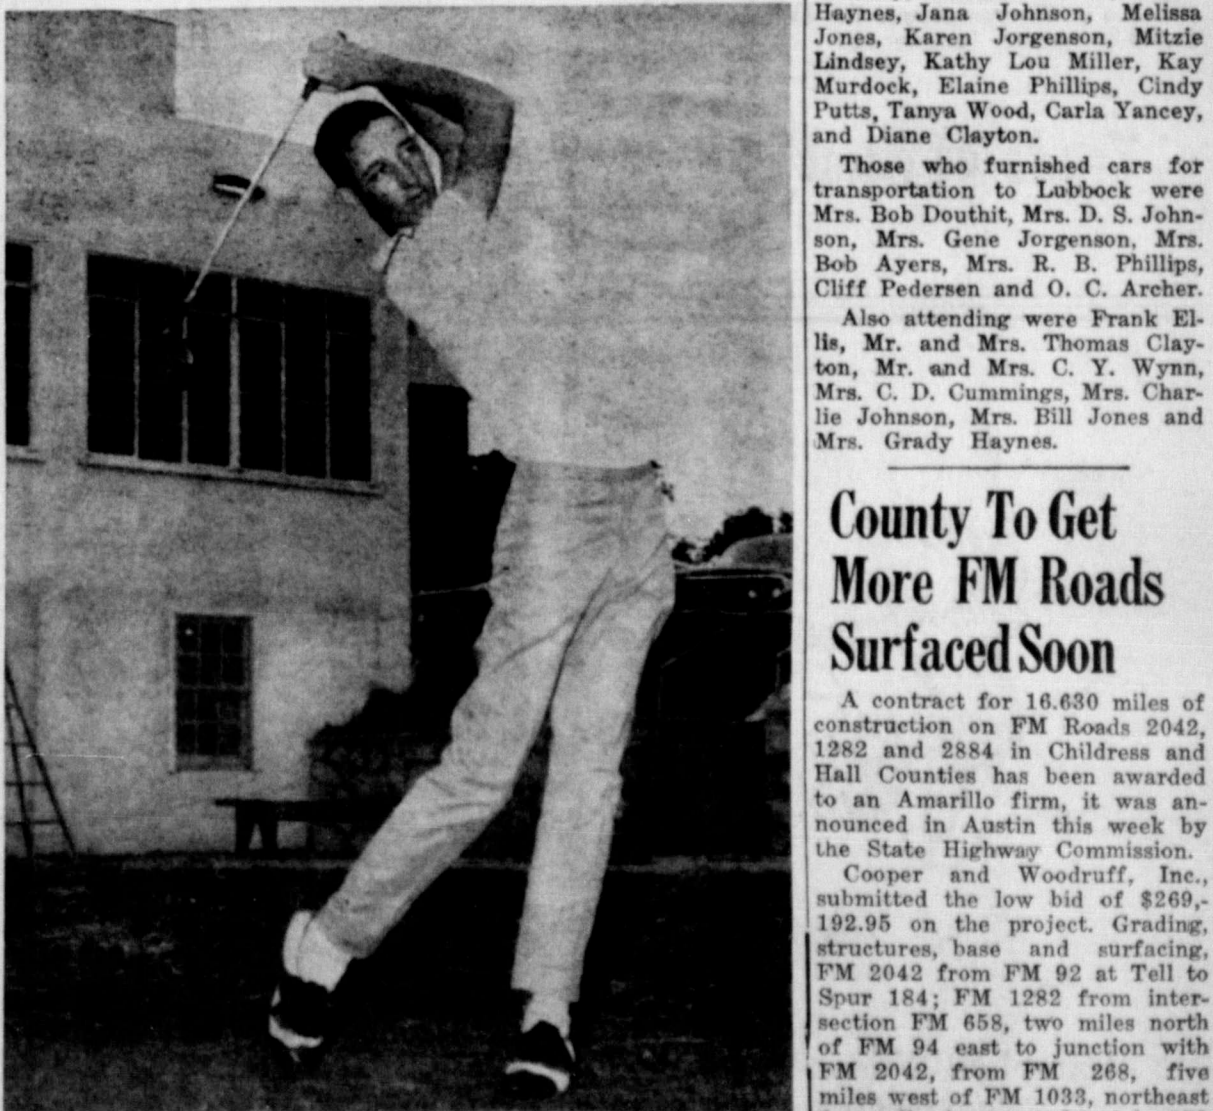 Haynes, Jana Johnson, Melissa
Jones, Karen Jorgenson, Mitzie
Lindsey, Kathy Lou Miller, Kay
Murdock, Elaine Phillips, Cindy
Putts, Tanya Wood, Carla Yancey,
and Diane Clayton.
Those who furnished cars for
transportation to Lubbock were
Mrs. Bob Douthit, Mrs. D. S. John-
son, Mrs. Gene Jorgenson, Mrs.
Bob Ayers, Mrs. R. B. Phillips,
Cliff Pedersen and O. C. Archer.
Also attending were Frank El-
lis, Mr. and Mrs. Thomas Clay-
ton, Mr. and Mrs. C. Y. Wynn,
Mrs. C. D. Cummings, Mrs. Char-
lie Johnson, Mrs. Bill Jones and
Mrs. Grady Haynes.
County To Get
More FM Roads
Surfaced Soon
A contract for 16.630 miles of
construction on FM Roads 2042,
1282 and 2884 in Childress and
Hall Counties has been awarded
to an Amarillo firm, it was an-
nounced in Austin this week by
the State Highway Commission.
Cooper and Woodruff, Inc.,
submitted the low bid of $269,-
192.95 on the project. Grading,
structures, base and surfacing,
FM 2042 from FM 92 at Tell to
Spur 184; FM 1282 from inter-
section FM 658, two miles north
of FM 94 east to junction with
FM 2042, from FM 268, five
miles west of FM 1033, northeast